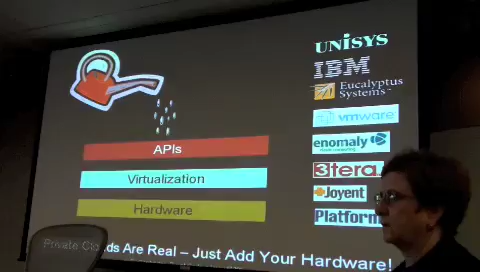 UNISYS
IBM
Eucalyptus
Systems
vmware
enomaly
3tera
Joyent
Platform
APIs
Virtualization
Hardware
Private Clouds Are Real – Just Add Your Hardware!